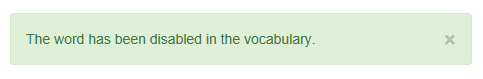 The word has been disabled in the vocabulary. ×